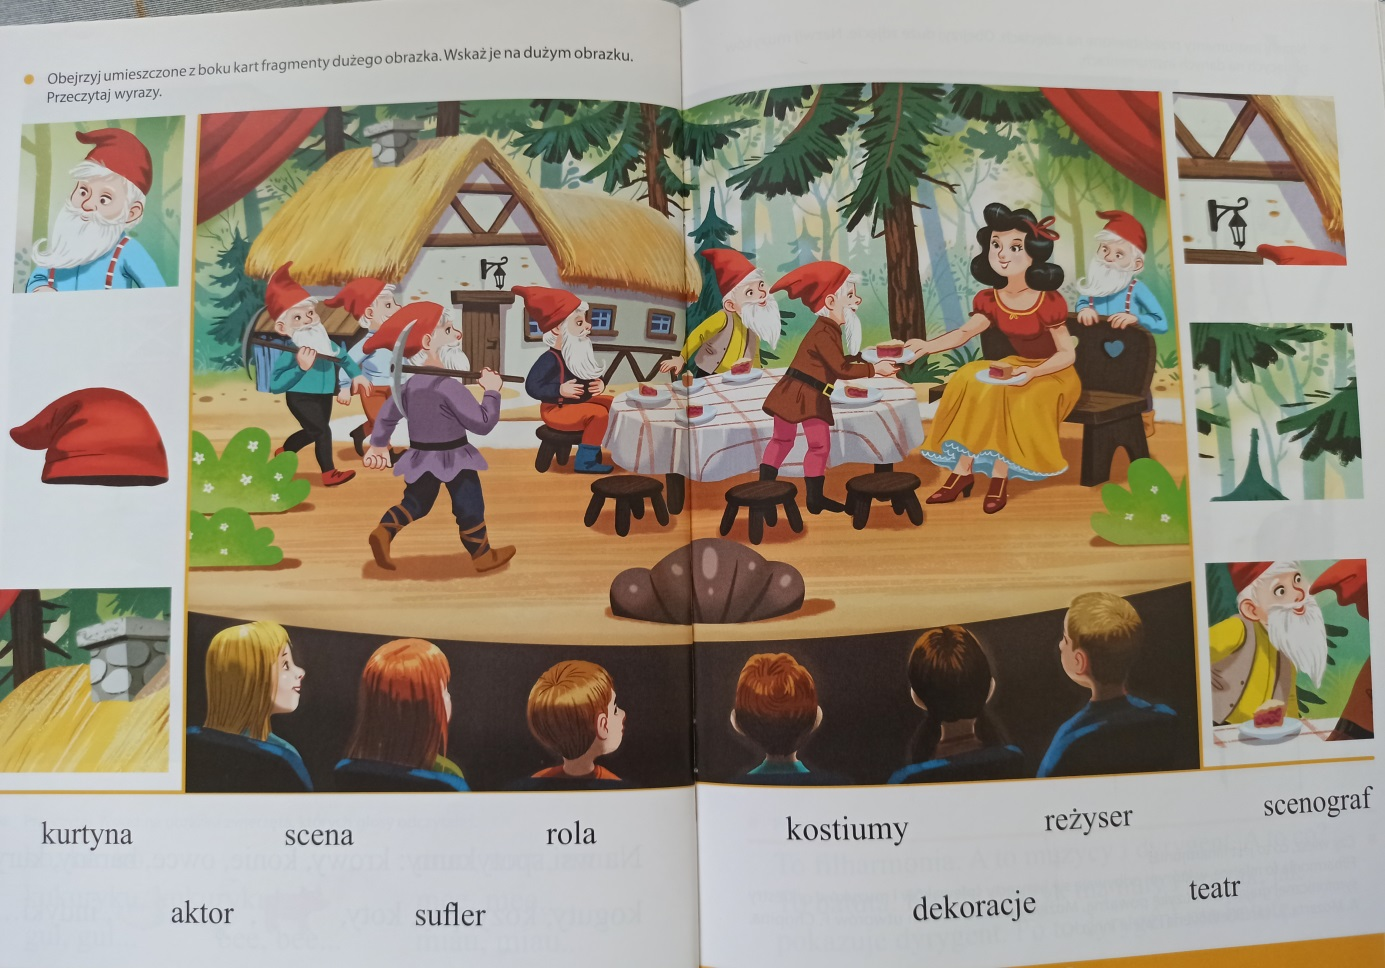 Obejrzyj umieszczone z boku kart fragmenty dużego obrazka. Wskaż je na dużym obrazku.
Przeczytaj wyrazy.
kurtyna scena rola kostiumy reżyser scenograf
aktor sufler dekoracje teatr